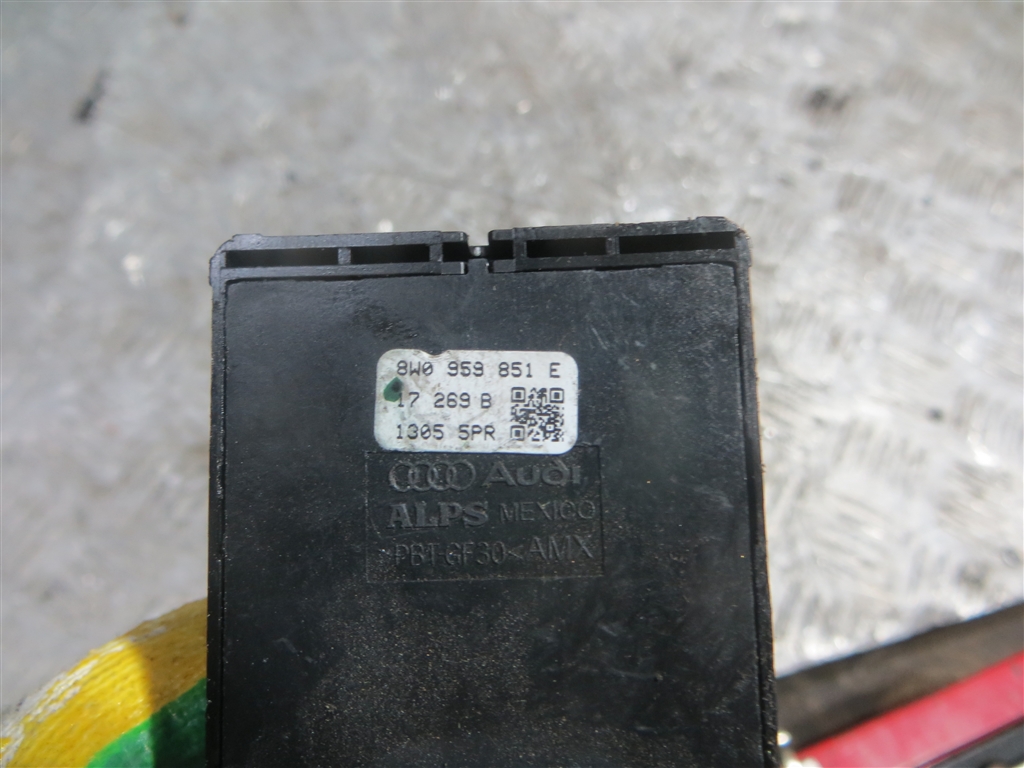 8W0 959 851 E
17 269 B
1305 5PR
Audi
ALPS MEXICO
>PBT-GF30< AMX